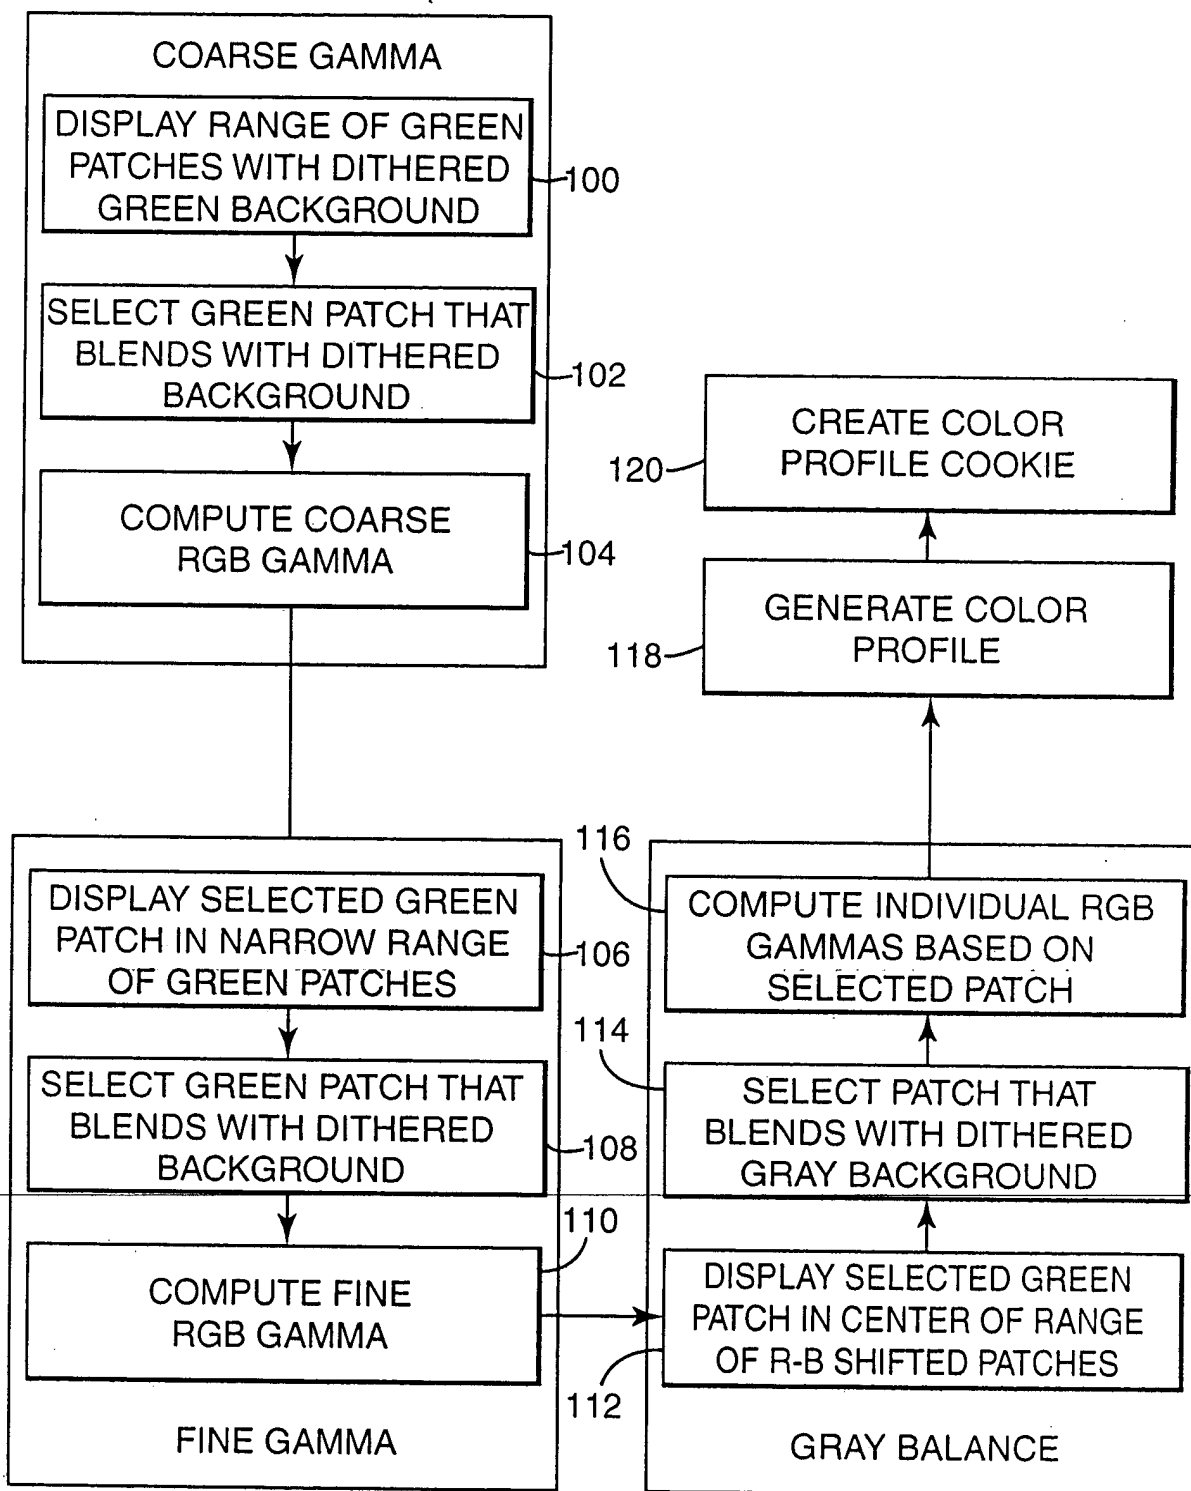 COARSE GAMMA
DISPLAY RANGE OF GREEN
PATCHES WITH DITHERED
GREEN BACKGROUND
100
SELECT GREEN PATCH THAT
BLENDS WITH DITHERED
BACKGROUND
102
COMPUTE COARSE
RGB GAMMA
104
DISPLAY SELECTED GREEN
PATCH IN NARROW RANGE
OF GREEN PATCHES
106
SELECT GREEN PATCH THAT
BLENDS WITH DITHERED
BACKGROUND
108
COMPUTE FINE
RGB GAMMA
110
FINE GAMMA
DISPLAY SELECTED GREEN
PATCH IN CENTER OF RANGE
OF R-B SHIFTED PATCHES
112
SELECT PATCH THAT
BLENDS WITH DITHERED
GRAY BACKGROUND
114
COMPUTE INDIVIDUAL RGB
GAMMAS BASED ON
SELECTED PATCH
116
GRAY BALANCE
GENERATE COLOR
PROFILE
118
CREATE COLOR
PROFILE COOKIE
120